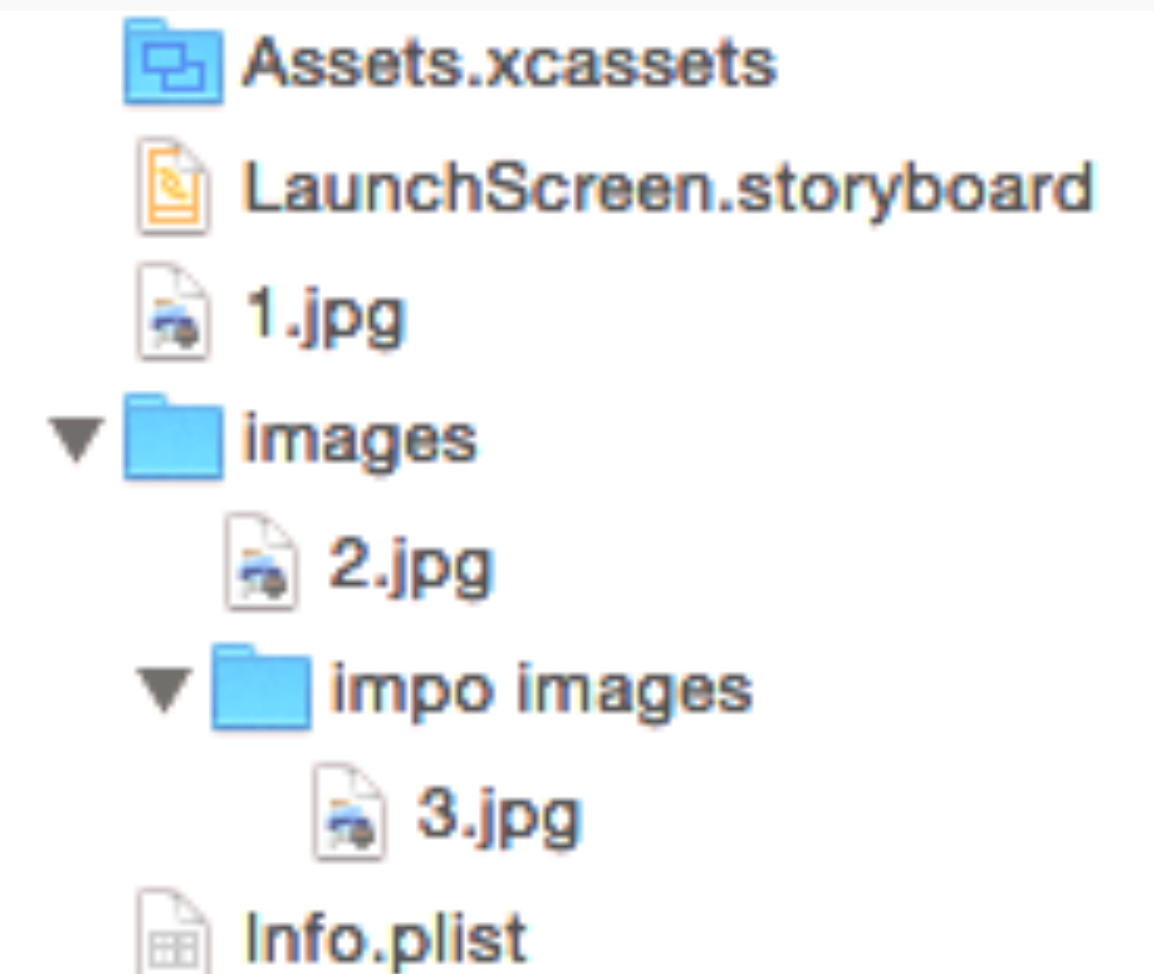 Assets.xcassets
LaunchScreen.storyboard
1.jpg
images
2.jpg
impo images
3.jpg
Info.plist